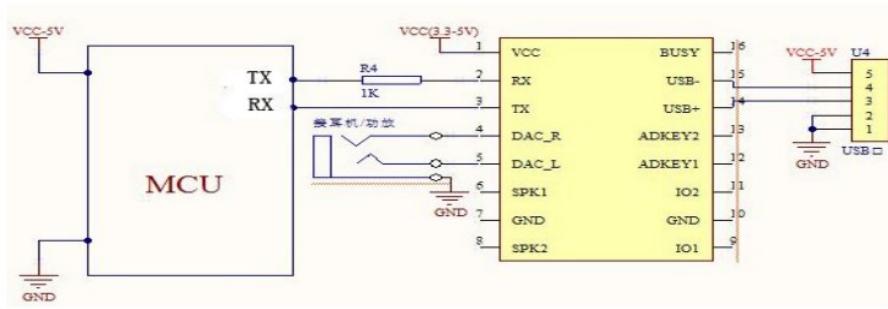 VCC-5V
MCU
TX
RX
GND
R4
1K
VCC(3.3-5V)
接耳机/功放
GND
1
2
3
4
5
6
7
8
VCC
RX
TX
DAC_R
DAC_L
SPK1
GND
SPK2
BUSY
USB-
USB+
ADKEY2
ADKEY1
IO2
GND
IO1
16
15
14
13
12
11
10
9
VCC-5V
U4
5
4
3
2
1
USB口
GND